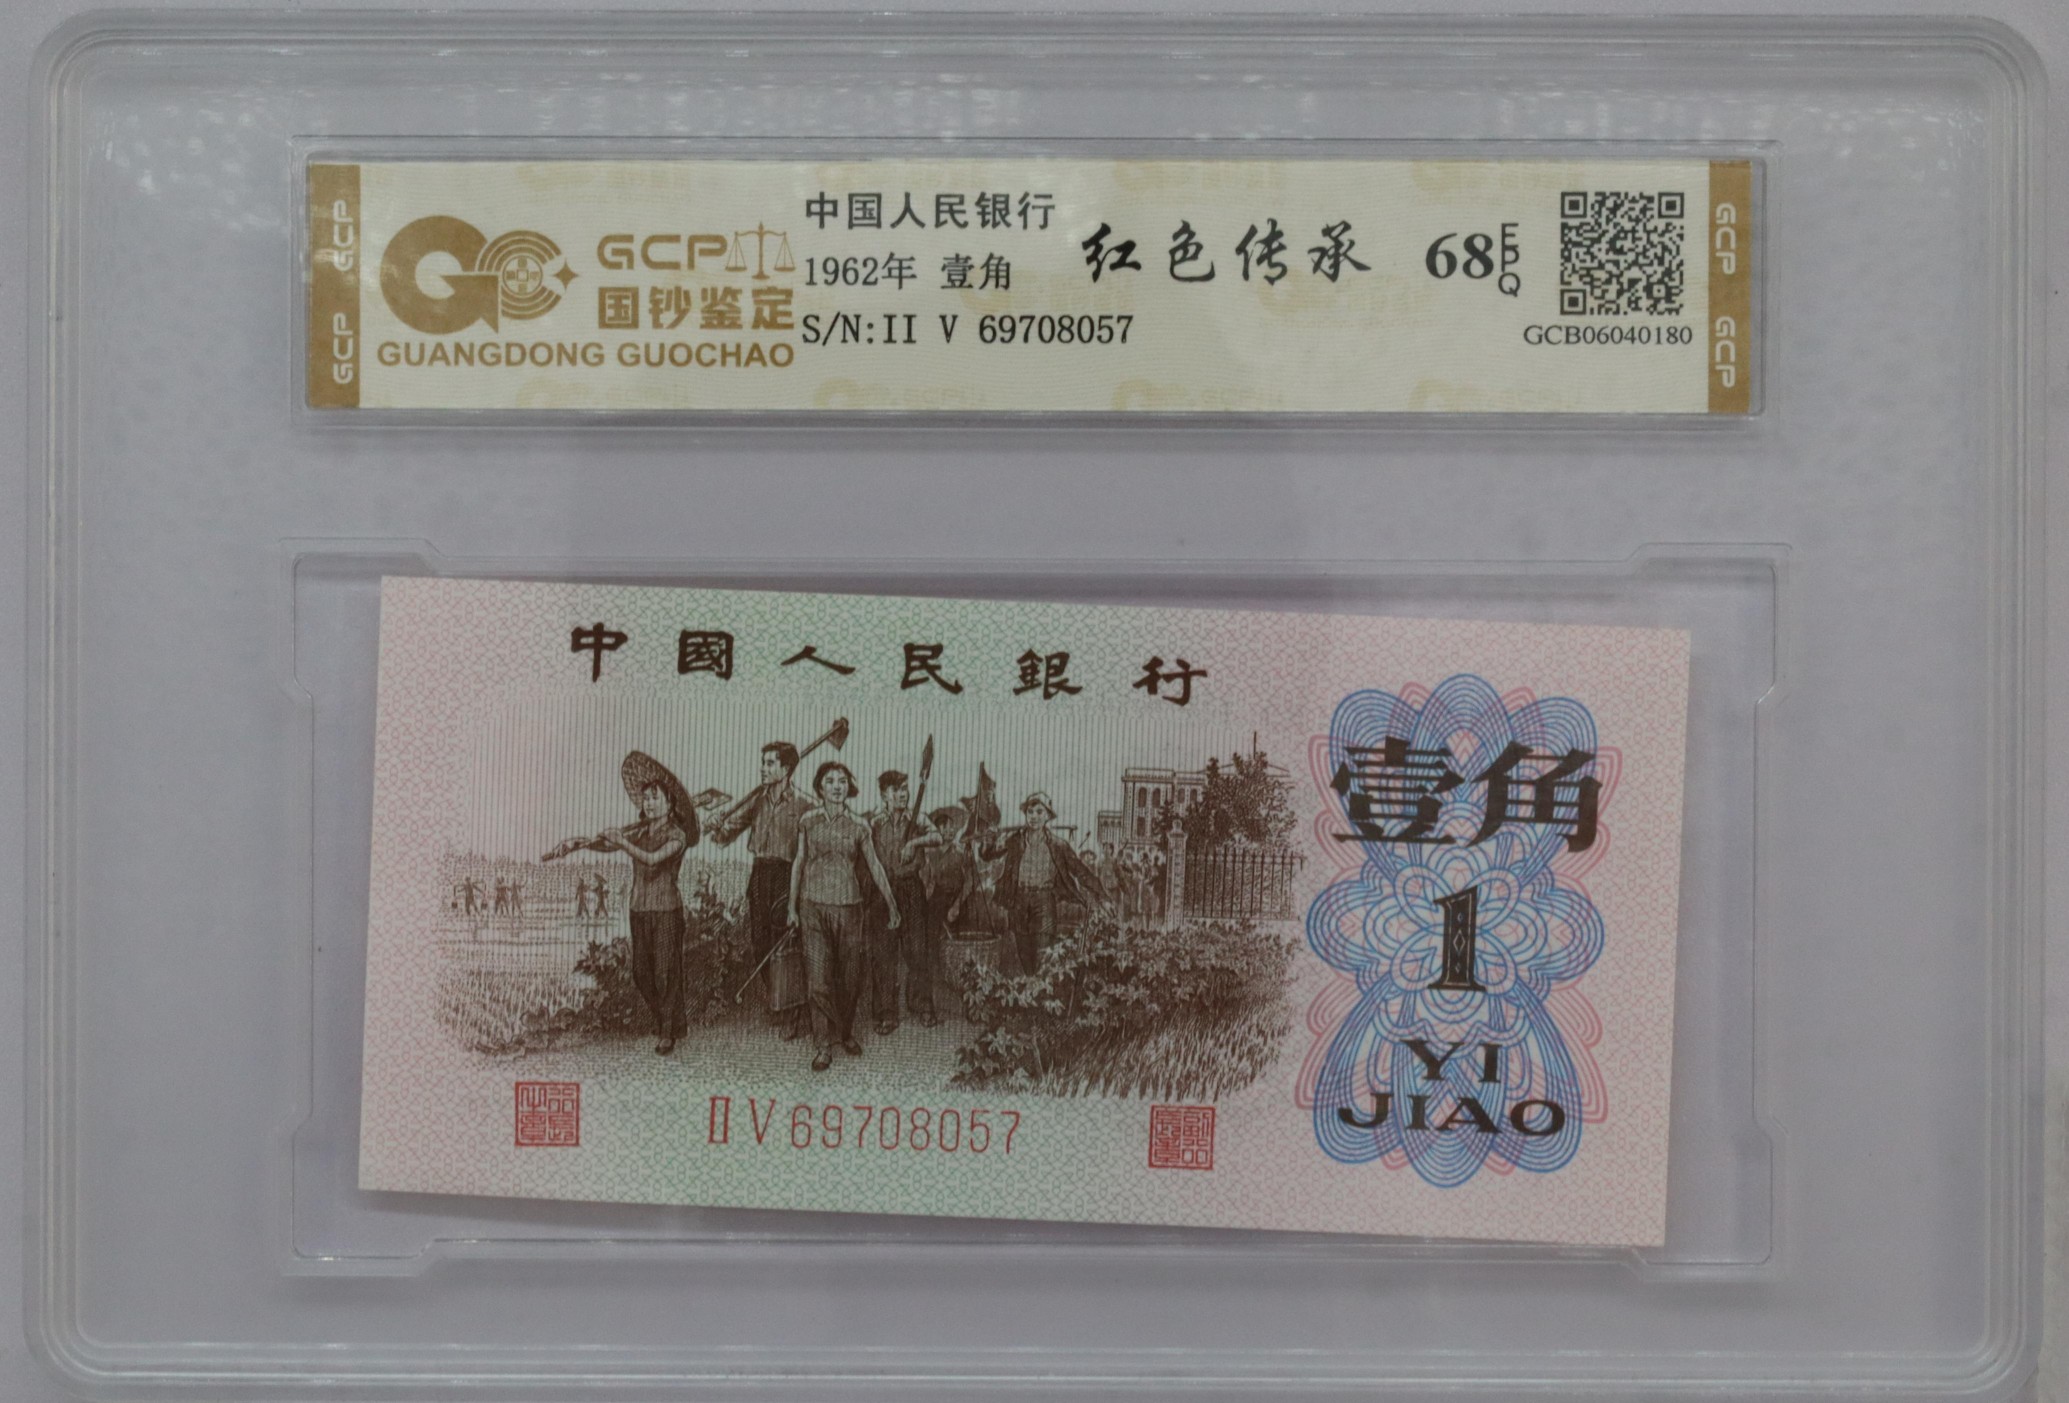 GCP GCP
GCP
国钞鉴定
GUANGDONG GUOCHAO
中国人民银行
1962年 壹角
S/N:II V 69708057
红色传承
68 EPQ
GCB06040180
GCP GCP
中國人民銀行
壹角
1
YI
JIAO
ⅡⅤ69708057